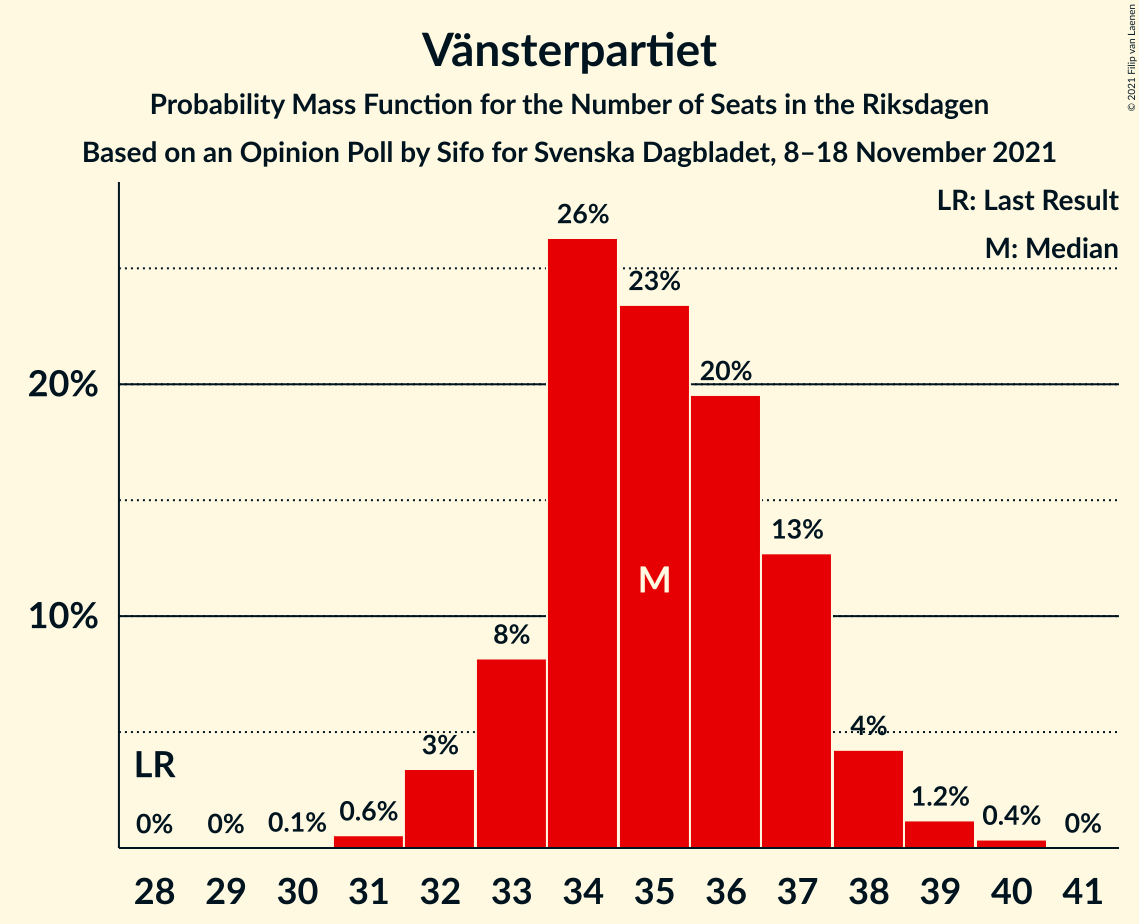 Vänsterpartiet
Probability Mass Function for the Number of Seats in the Riksdagen
Based on an Opinion Poll by Sifo for Svenska Dagbladet, 8–18 November 2021
© 2021 Filip van Laenen
LR: Last Result
M: Median
20%
10%
0%
0%
0.1%
0.6%
3%
8%
26%
23%
20%
13%
4%
1.2%
0.4%
0%
LR
M
28 29 30 31 32 33 34 35 36 37 38 39 40 41